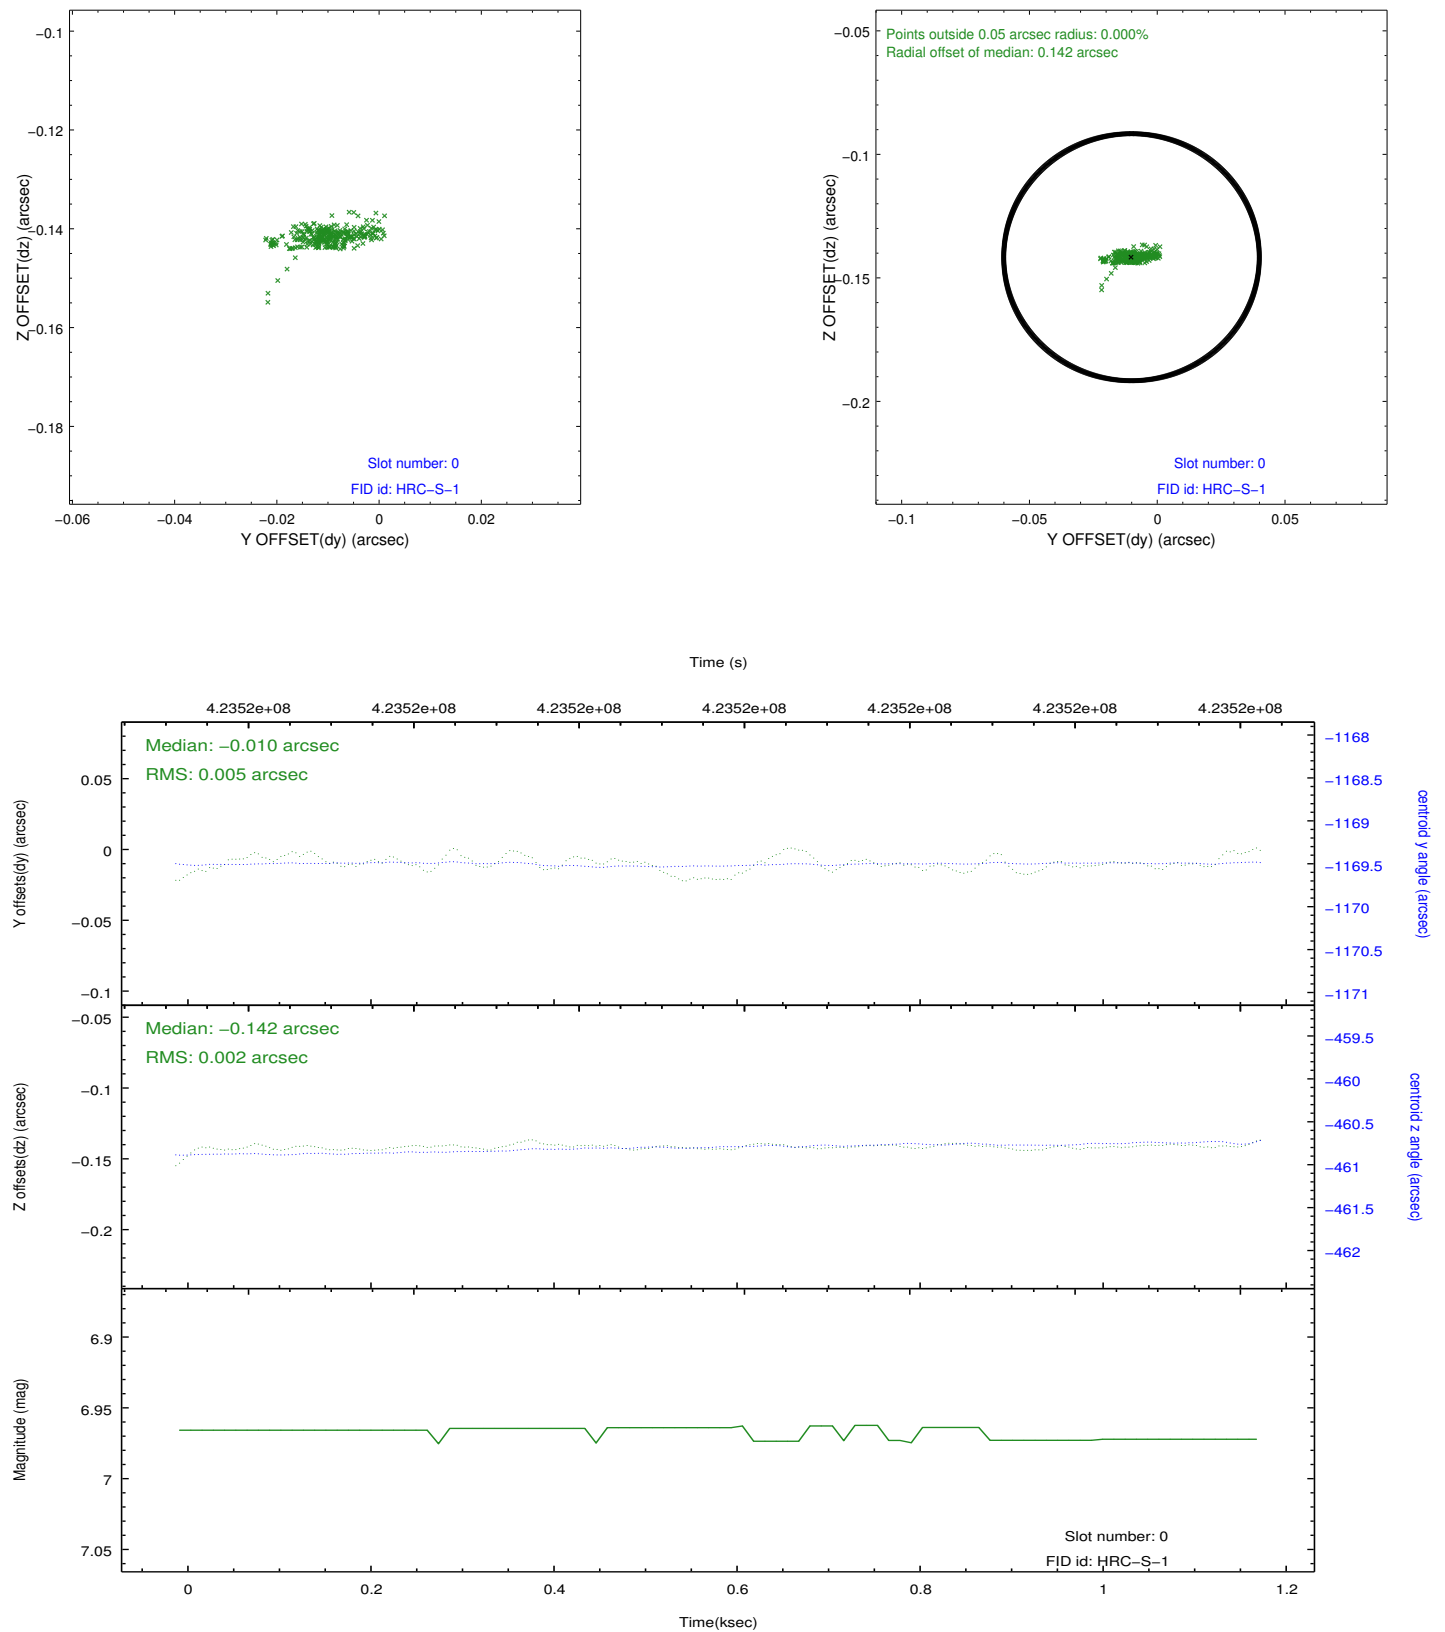 −0.1
−0.12
−0.14
−0.16
−0.18
Z OFFSET(dz) (arcsec)
Slot number: 0
FID id: HRC−S−1
−0.06 −0.04 −0.02 0 0.02
Y OFFSET(dy) (arcsec)
Points outside 0.05 arcsec radius: 0.000%
Radial offset of median: 0.142 arcsec
−0.05
−0.1
−0.15
−0.2
Z OFFSET(dz) (arcsec)
Slot number: 0
FID id: HRC−S−1
−0.1 −0.05 0 0.05
Y OFFSET(dy) (arcsec)
Time (s)
4.2352e+08 4.2352e+08 4.2352e+08 4.2352e+08 4.2352e+08 4.2352e+08 4.2352e+08
Median: −0.010 arcsec
RMS: 0.005 arcsec
0.05
0
−0.05
−0.1
Y offsets(dy) (arcsec)
−1168
−1168.5
−1169
−1169.5
−1170
−1170.5
−1171
centroid y angle (arcsec)
Median: −0.142 arcsec
RMS: 0.002 arcsec
−0.05
−0.1
−0.15
−0.2
Z offsets(dz) (arcsec)
−459.5
−460
−460.5
−461
−461.5
−462
centroid z angle (arcsec)
6.9
6.95
7
7.05
Magnitude (mag)
Slot number: 0
FID id: HRC−S−1
0 0.2 0.4 0.6 0.8 1 1.2
Time(ksec)